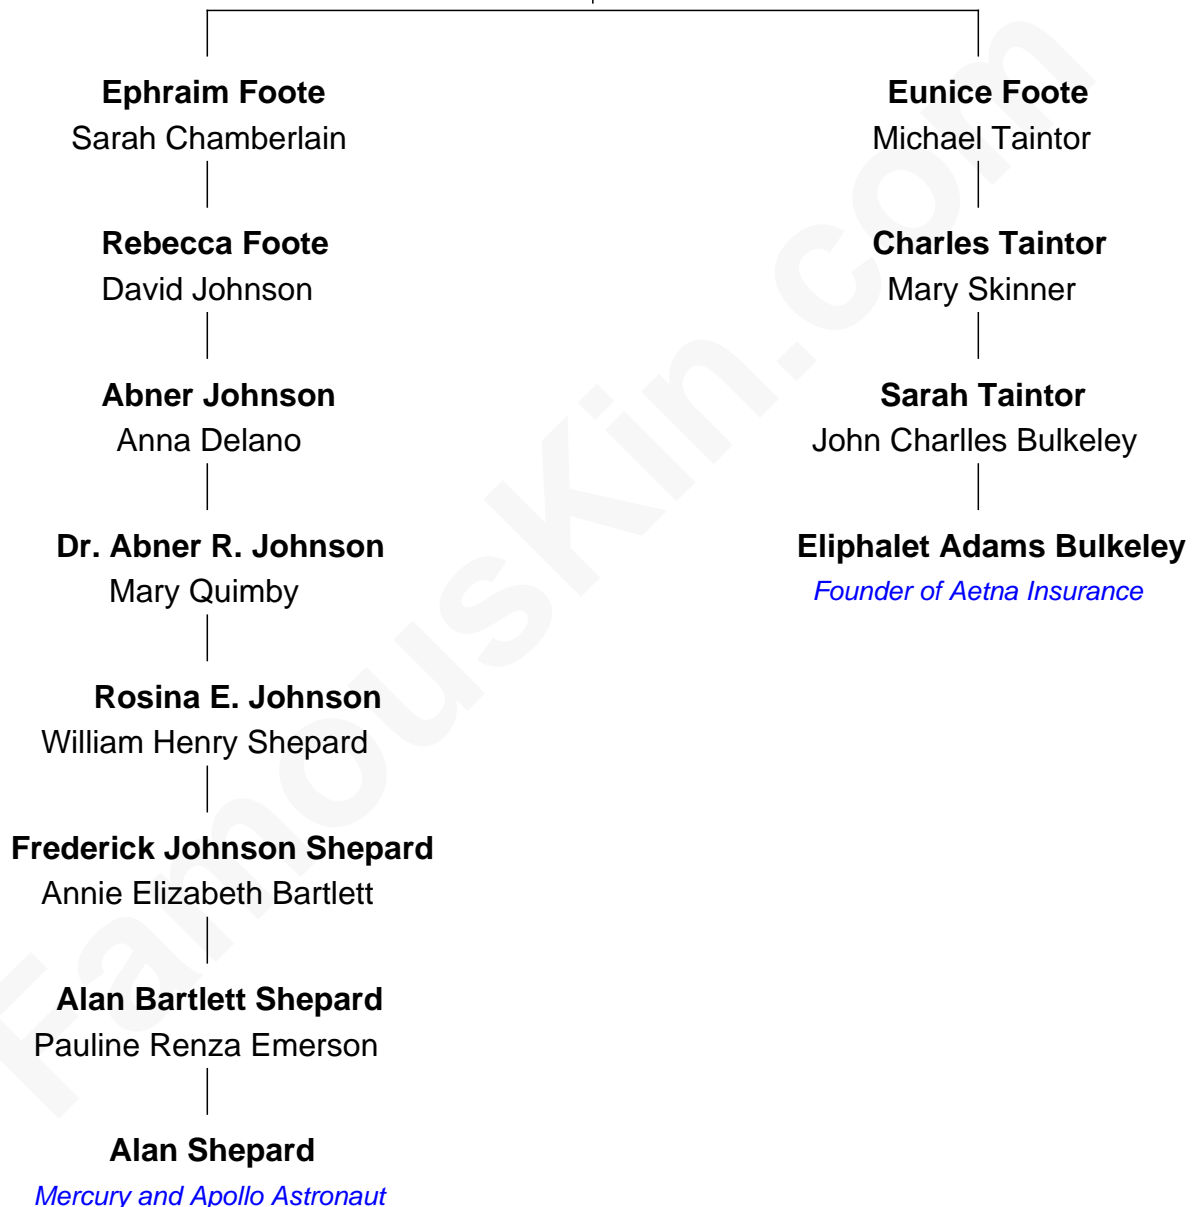 Ephraim Foote
Sarah Chamberlain
Rebecca Foote
David Johnson
Abner Johnson
Anna Delano
Dr. Abner R. Johnson
Mary Quimby
Rosina E. Johnson
William Henry Shepard
Frederick Johnson Shepard
Annie Elizabeth Bartlett
Alan Bartlett Shepard
Pauline Renza Emerson
Alan Shepard
Mercury and Apollo Astronaut
Eunice Foote
Michael Taintor
Charles Taintor
Mary Skinner
Sarah Taintor
John Charlles Bulkeley
Eliphalet Adams Bulkeley
Founder of Aetna Insurance
FamousKin.com